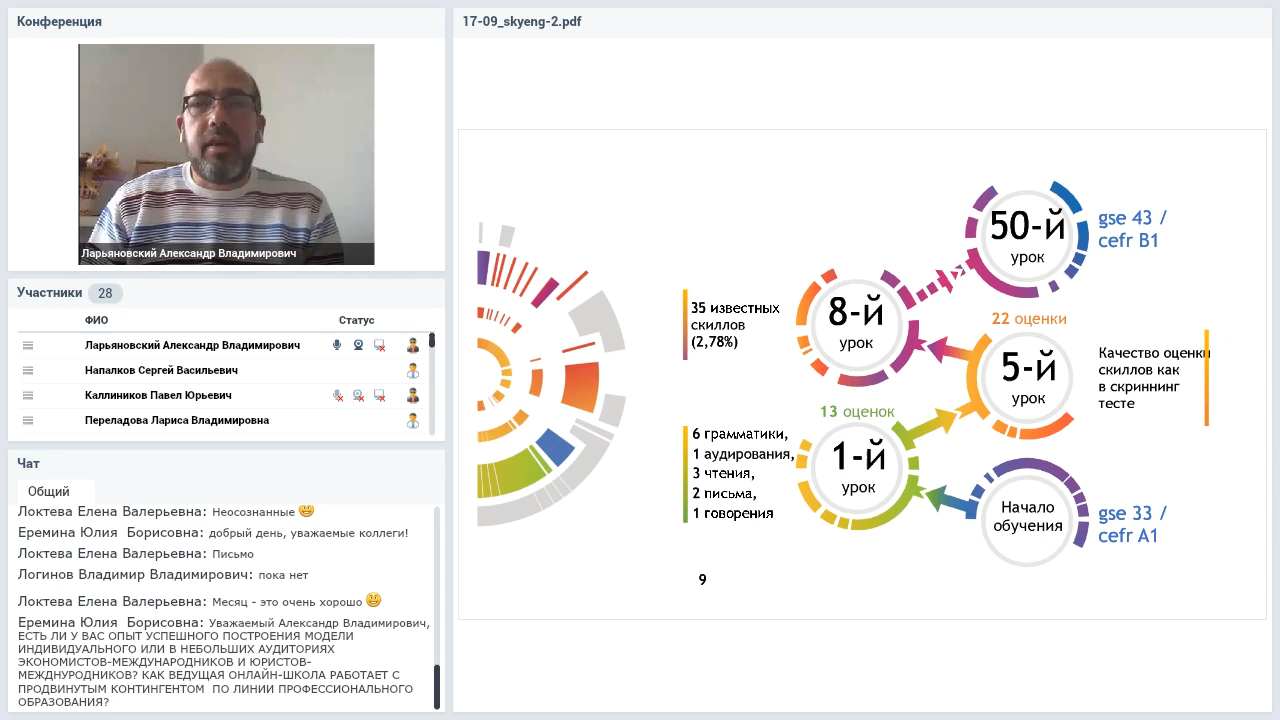 Конференция
Ларьяновский Александр Владимирович
Участники 28
ФИО Статус
Ларьяновский Александр Владимирович
Напалков Сергей Васильевич
Каллиников Павел Юрьевич
Переладова Лариса Владимировна
Чат
Общий
Локтева Елена Валерьевна: Неосознанные
Еремина Юлия Борисовна: добрый день, уважаемые коллеги!
Локтева Елена Валерьевна: Письмо
Логинов Владимир Владимирович: пока нет
Локтева Елена Валерьевна: Месяц - это очень хорошо
Еремина Юлия Борисовна: Уважаемый Александр Владимирович,
ЕСТЬ ЛИ У ВАС ОПЫТ УСПЕШНОГО ПОСТРОЕНИЯ МОДЕЛИ
ИНДИВИДУАЛЬНОГО ИЛИ В НЕБОЛЬШИХ АУДИТОРИЯХ
ЭКОНОМИСТОВ-МЕЖДУНАРОДНИКОВ И ЮРИСТОВ-
МЕЖДНУРОДНИКОВ? КАК ВЕДУЩАЯ ОНЛАЙН-ШКОЛА РАБОТАЕТ С
ПРОДВИНУТЫМ КОНТИНГЕНТОМ ПО ЛИНИИ ПРОФЕССИОНАЛЬНОГО
ОБРАЗОВАНИЯ?
17-09_skyeng-2.pdf
50-й
урок
gse 43 /
cefr B1
35 известных
скиллов
(2,78%)
8-й
урок
22 оценки
5-й
урок
Качество оценки
скиллов как
в скриннинг
тесте
13 оценок
6 грамматики,
1 аудирования,
3 чтения,
2 письма,
1 говорения
1-й
урок
Начало
обучения
gse 33 /
cefr A1
9